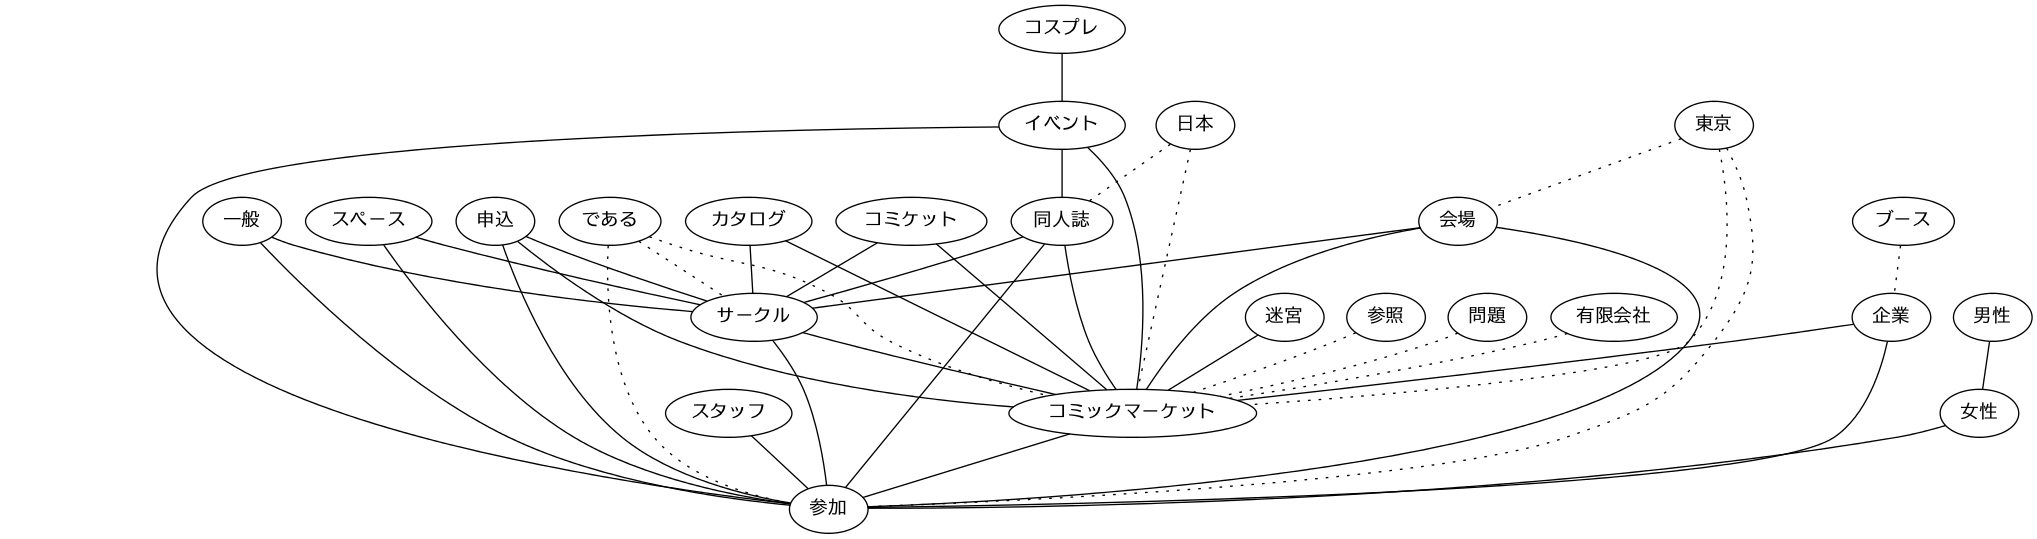 コスプレ
イベント
日本
東京
一般
スペース
申込
である
カタログ
コミケット
同人誌
会場
ブース
サークル
迷宮
参照
問題
有限会社
企業
男性
スタッフ
コミックマーケット
女性
参加